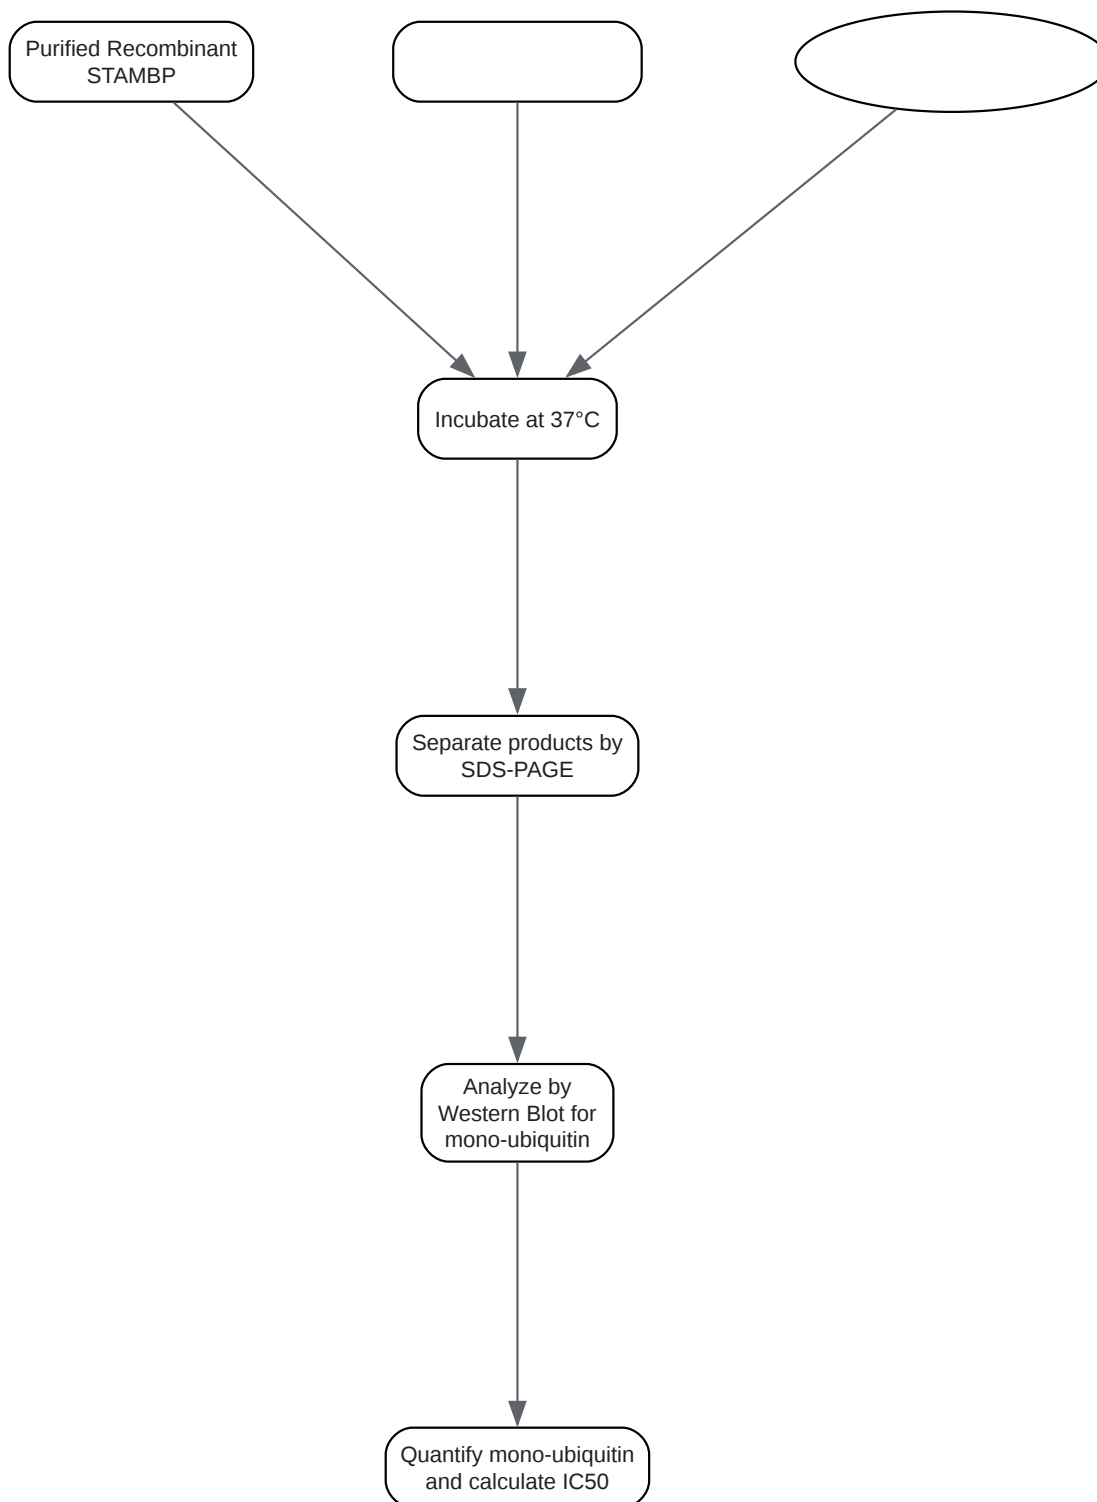 Purified Recombinant
STAMBP
Incubate at 37°C
Separate products by
SDS-PAGE
Analyze by
Western Blot for
mono-ubiquitin
Quantify mono-ubiquitin
and calculate IC50